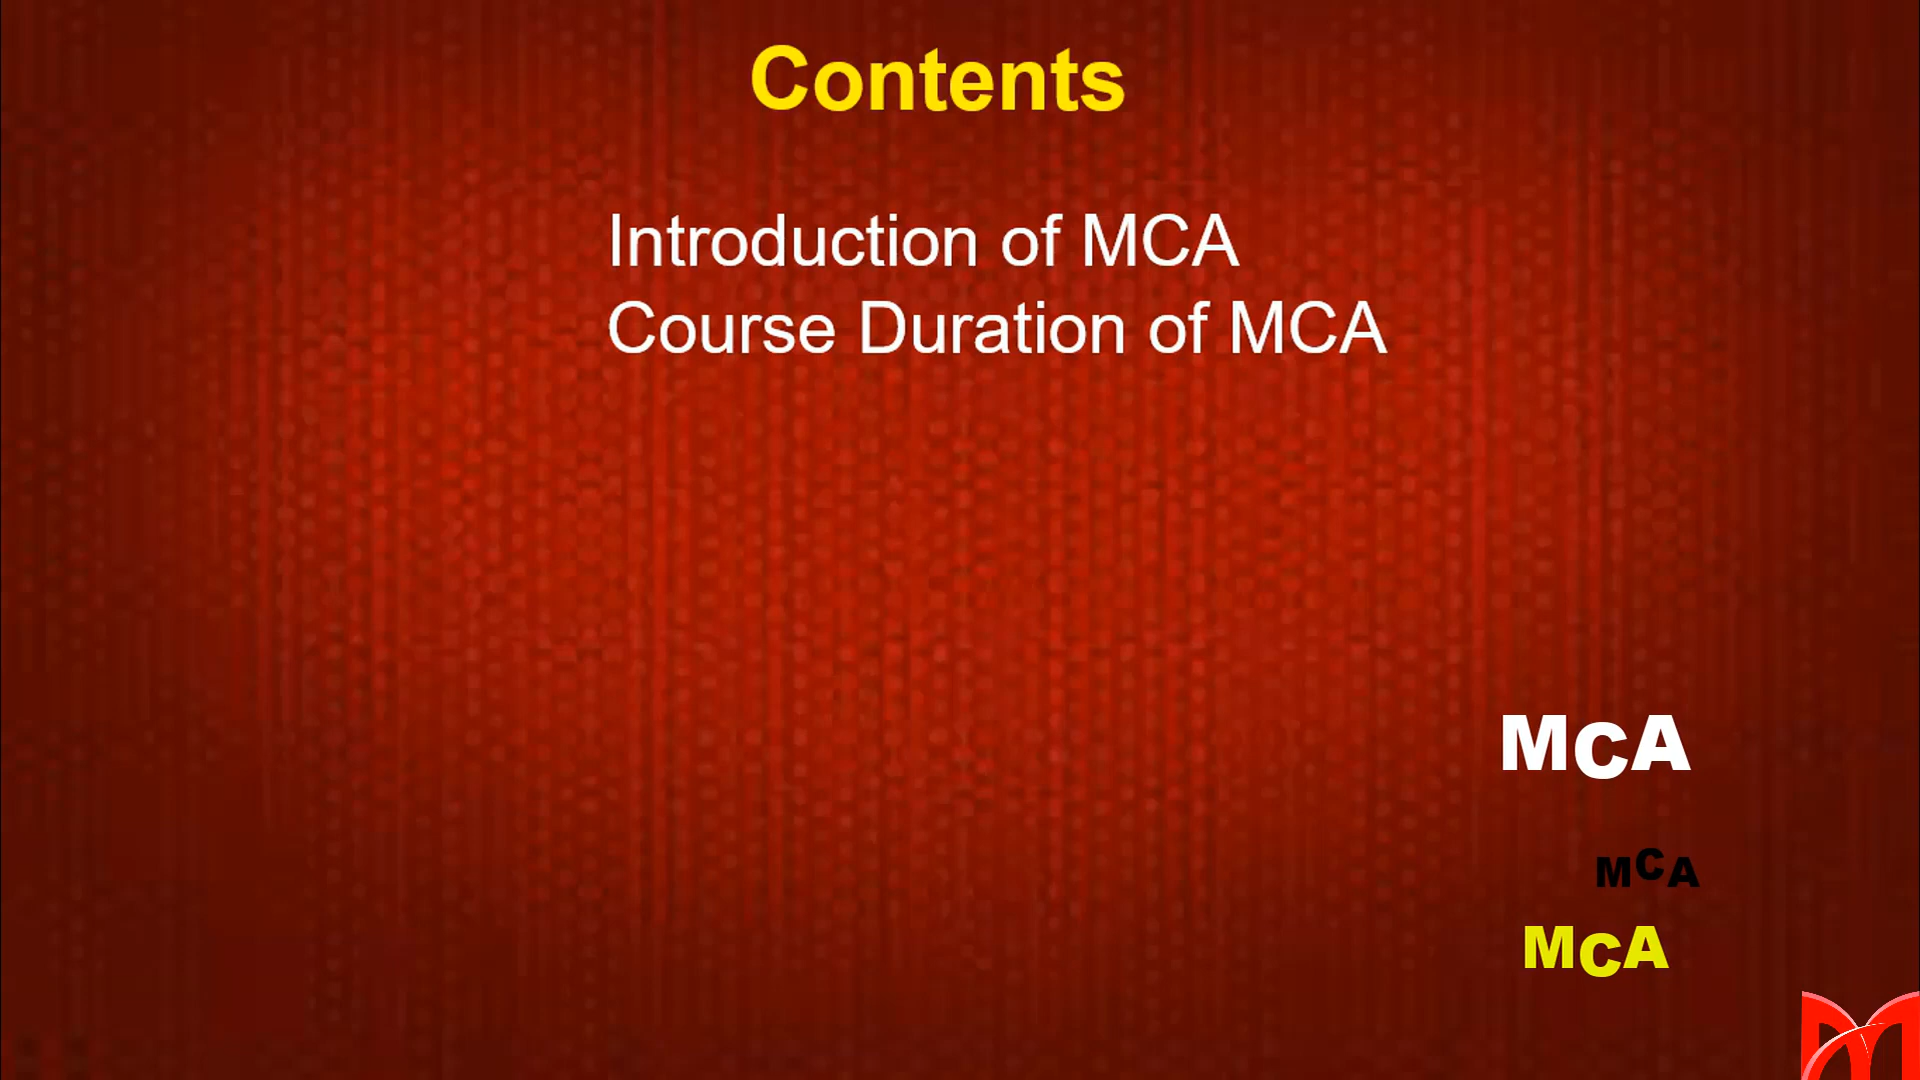 Contents
Introduction of MCA
Course Duration of MCA
MCA
MCA
MCA